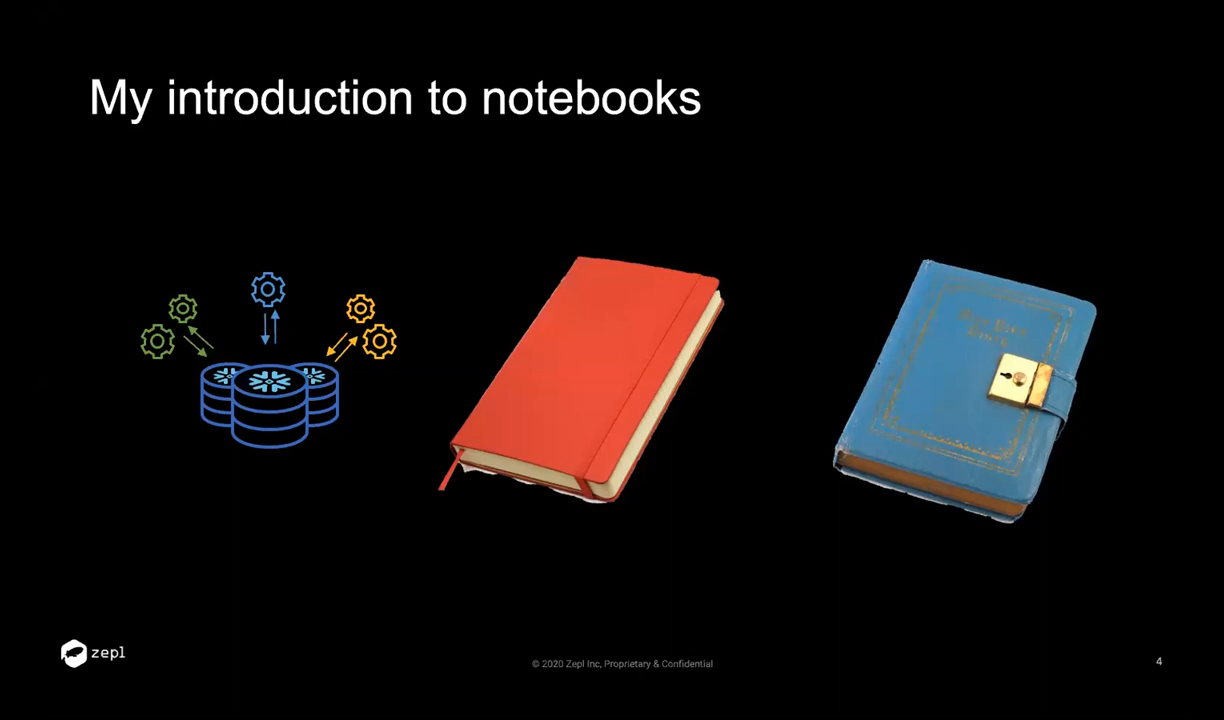 My introduction to notebooks
zepl
© 2020 Zepl Inc, Proprietary & Confidential
4